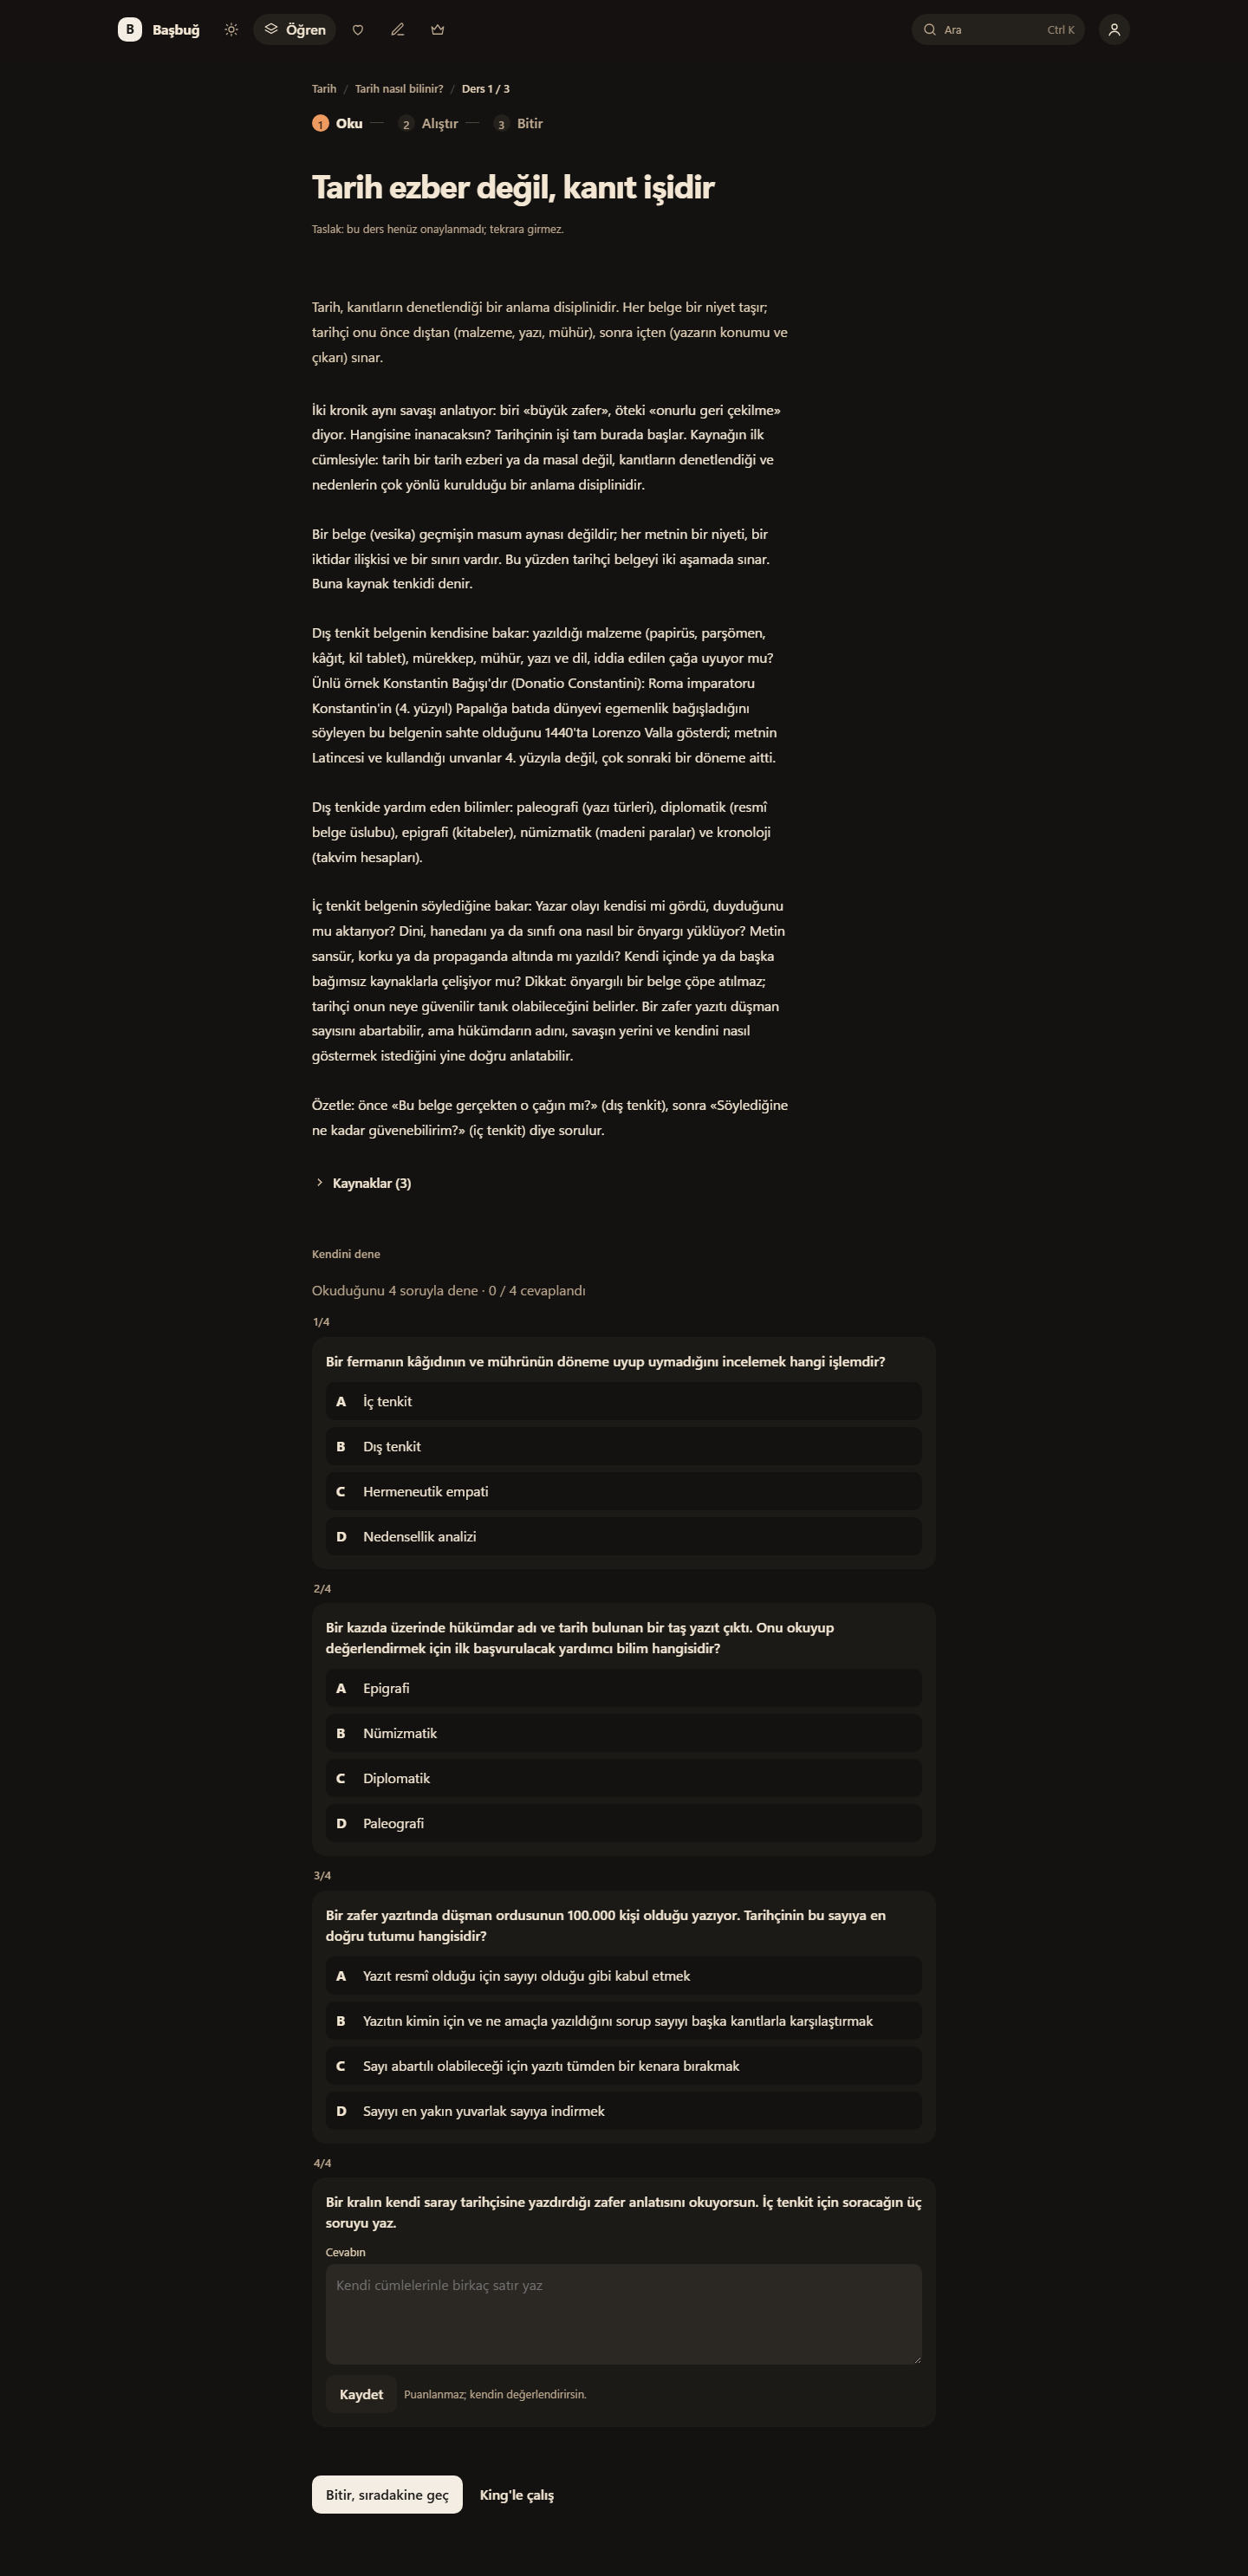 B Başbuğ Öğren Ara Ctrl K
Tarih / Tarih nasıl bilinir? / Ders 1 / 3
1 Oku — 2 Alıştır — 3 Bitir
Tarih ezber değil, kanıt işidir
Taslak: bu ders henüz onaylanmadı; tekrara girmez.
Tarih, kanıtların denetlendiği bir anlama disiplinidir. Her belge bir niyet taşır;
tarihçi onu önce dıştan (malzeme, yazı, mühür), sonra içten (yazarın konumu ve
çıkarı) sınar.
İki kronik aynı savaşı anlatıyor: biri «büyük zafer», öteki «onurlu geri çekilme»
diyor. Hangisine inanacaksın? Tarihçinin işi tam burada başlar. Kaynağın ilk
cümlesiyle: tarih bir tarih ezberi ya da masal değil, kanıtların denetlendiği ve
nedenlerin çok yönlü kurulduğu bir anlama disiplinidir.
Bir belge (vesika) geçmişin masum aynası değildir; her metnin bir niyeti, bir
iktidar ilişkisi ve bir sınırı vardır. Bu yüzden tarihçi belgeyi iki aşamada sınar.
Buna kaynak tenkidi denir.
Dış tenkit belgenin kendisine bakar: yazıldığı malzeme (papirüs, parşömen,
kâğıt, kil tablet), mürekkep, mühür, yazı ve dil, iddia edilen çağa uyuyor mu?
Ünlü örnek Konstantin Bağışı'dır (Donatio Constantini): Roma imparatoru
Konstantin'in (4. yüzyıl) Papalığa batıda dünyevi egemenlik bağışladığını
söyleyen bu belgenin sahte olduğunu 1440'ta Lorenzo Valla gösterdi; metnin
Latincesi ve kullandığı unvanlar 4. yüzyıla değil, çok sonraki bir döneme aitti.
Dış tenkide yardım eden bilimler: paleografi (yazı türleri), diplomatik (resmî
belge üslubu), epigrafi (kitabeler), nümizmatik (madeni paralar) ve kronoloji
(takvim hesapları).
İç tenkit belgenin söylediğine bakar: Yazar olayı kendisi mi gördü, duyduğunu
mu aktarıyor? Dini, hanedanı ya da sınıfı ona nasıl bir önyargı yüklüyor? Metin
sansür, korku ya da propaganda altında mı yazıldı? Kendi içinde ya da başka
bağımsız kaynaklarla çelişiyor mu? Dikkat: önyargılı bir belge çöpe atılmaz;
tarihçi onun neye güvenilir tanık olabileceğini belirler. Bir zafer yazıtı düşman
sayısını abartabilir, ama hükümdarın adını, savaşın yerini ve kendini nasıl
göstermek istediğini yine doğru anlatabilir.
Özetle: önce «Bu belge gerçekten o çağın mı?» (dış tenkit), sonra «Söylediğine
ne kadar güvenebilirim?» (iç tenkit) diye sorulur.
Kaynaklar (3)
Kendini dene
Okuduğunu 4 soruyla dene · 0 / 4 cevaplandı
1/4
Bir fermanın kâğıdının ve mührünün döneme uyup uymadığını incelemek hangi işlemdir?
A İç tenkit
B Dış tenkit
C Hermeneutik empati
D Nedensellik analizi
2/4
Bir kazıda üzerinde hükümdar adı ve tarih bulunan bir taş yazıt çıktı. Onu okuyup
değerlendirmek için ilk başvurulacak yardımcı bilim hangisidir?
A Epigrafi
B Nümizmatik
C Diplomatik
D Paleografi
3/4
Bir zafer yazıtında düşman ordusunun 100.000 kişi olduğu yazıyor. Tarihçinin bu sayıya en
doğru tutumu hangisidir?
A Yazıt resmî olduğu için sayıyı olduğu gibi kabul etmek
B Yazıtın kimin için ve ne amaçla yazıldığını sorup sayıyı başka kanıtlarla karşılaştırmak
C Sayı abartılı olabileceği için yazıtı tümden bir kenara bırakmak
D Sayıyı en yakın yuvarlak sayıya indirmek
4/4
Bir kralın kendi saray tarihçisine yazdırdığı zafer anlatısını okuyorsun. İç tenkit için soracağın üç
soruyu yaz.
Cevabın
Kendi cümlelerinle birkaç satır yaz
Kaydet Puanlanmaz; kendin değerlendirirsin.
Bitir, sıradakine geç King'le çalış